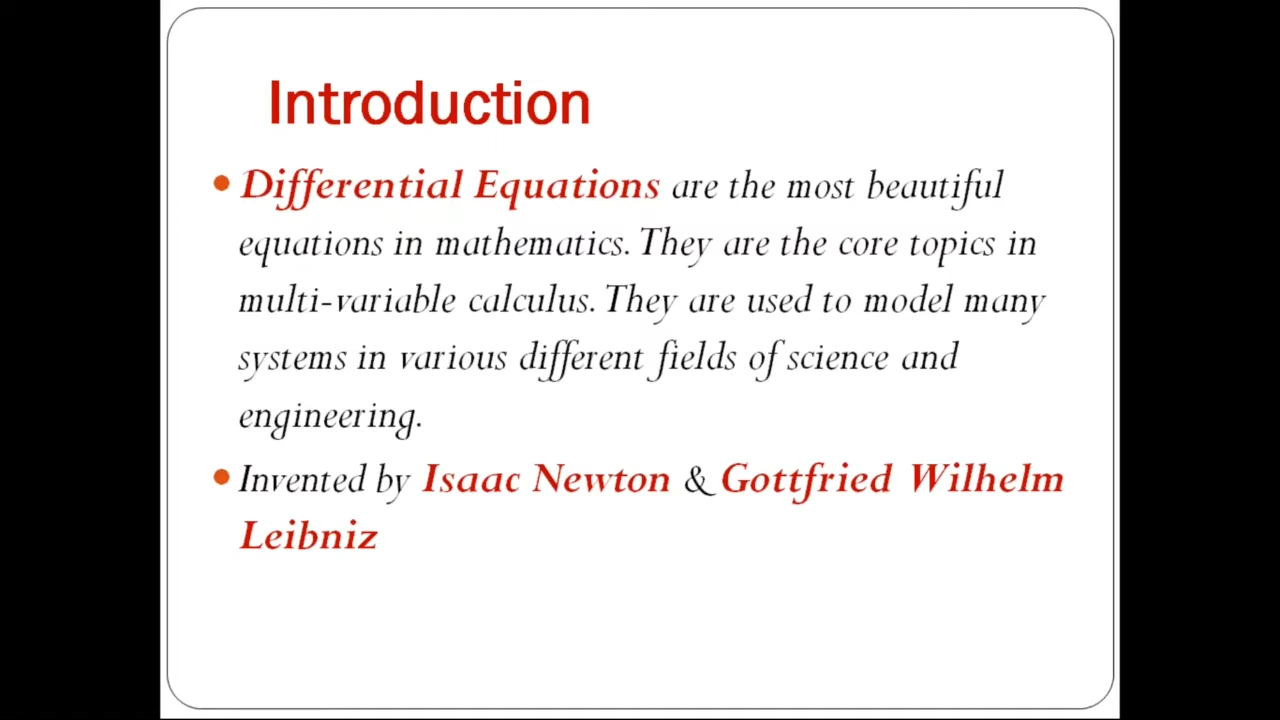 Introduction
• Differential Equations are the most beautiful
equations in mathematics. They are the core topics in
multi-variable calculus. They are used to model many
systems in various different fields of science and
engineering.
• Invented by Isaac Newton & Gottfried Wilhelm
Leibniz